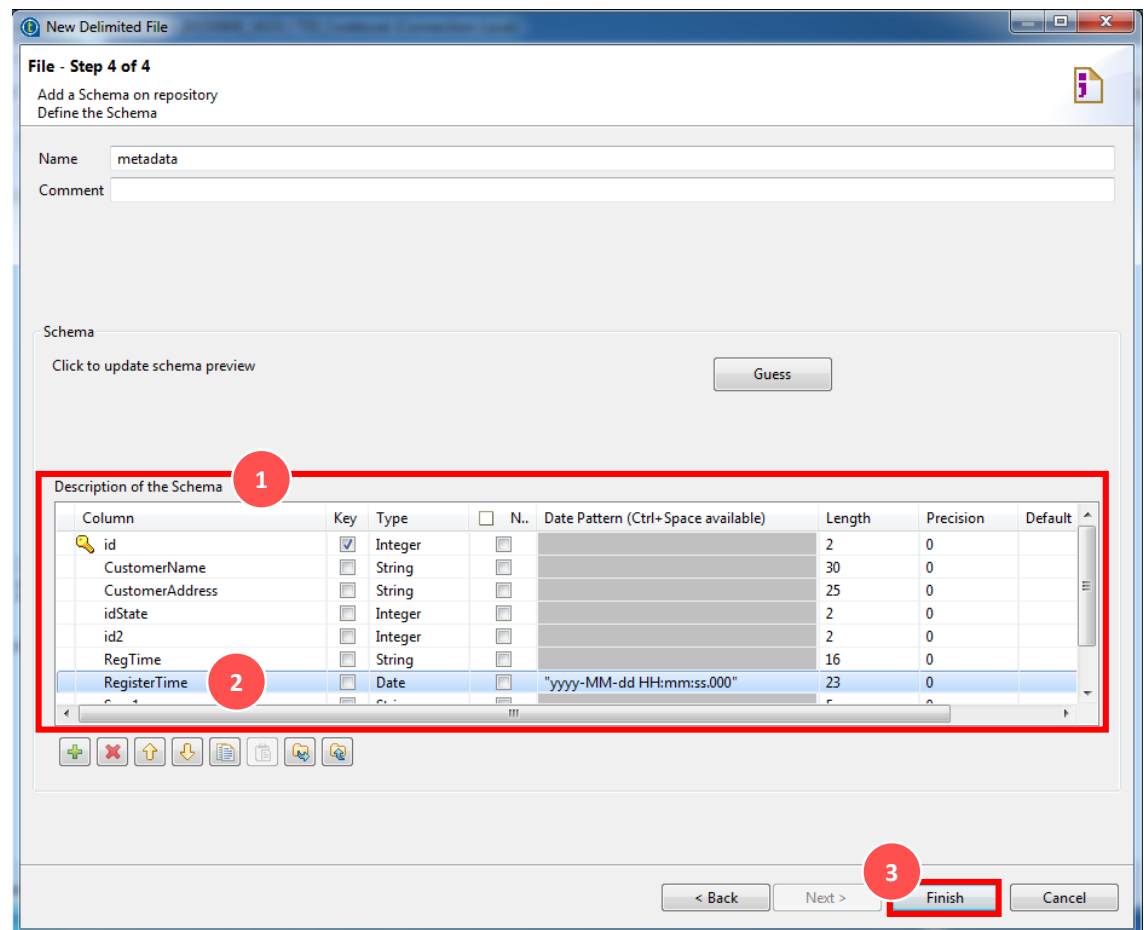 New Delimited File
File - Step 4 of 4
Add a Schema on repository
Define the Schema
Name metadata
Comment
Schema
Click to update schema preview
Guess
1
Description of the Schema
Column Key Type N.. Date Pattern (Ctrl+Space available) Length Precision Default
id Integer 2 0
CustomerName String 30 0
CustomerAddress String 25 0
idState Integer 2 0
id2 Integer 2 0
RegTime String 16 0
RegisterTime 2 Date "yyyy-MM-dd HH:mm:ss.000" 23 0
3
< Back Next > Finish Cancel